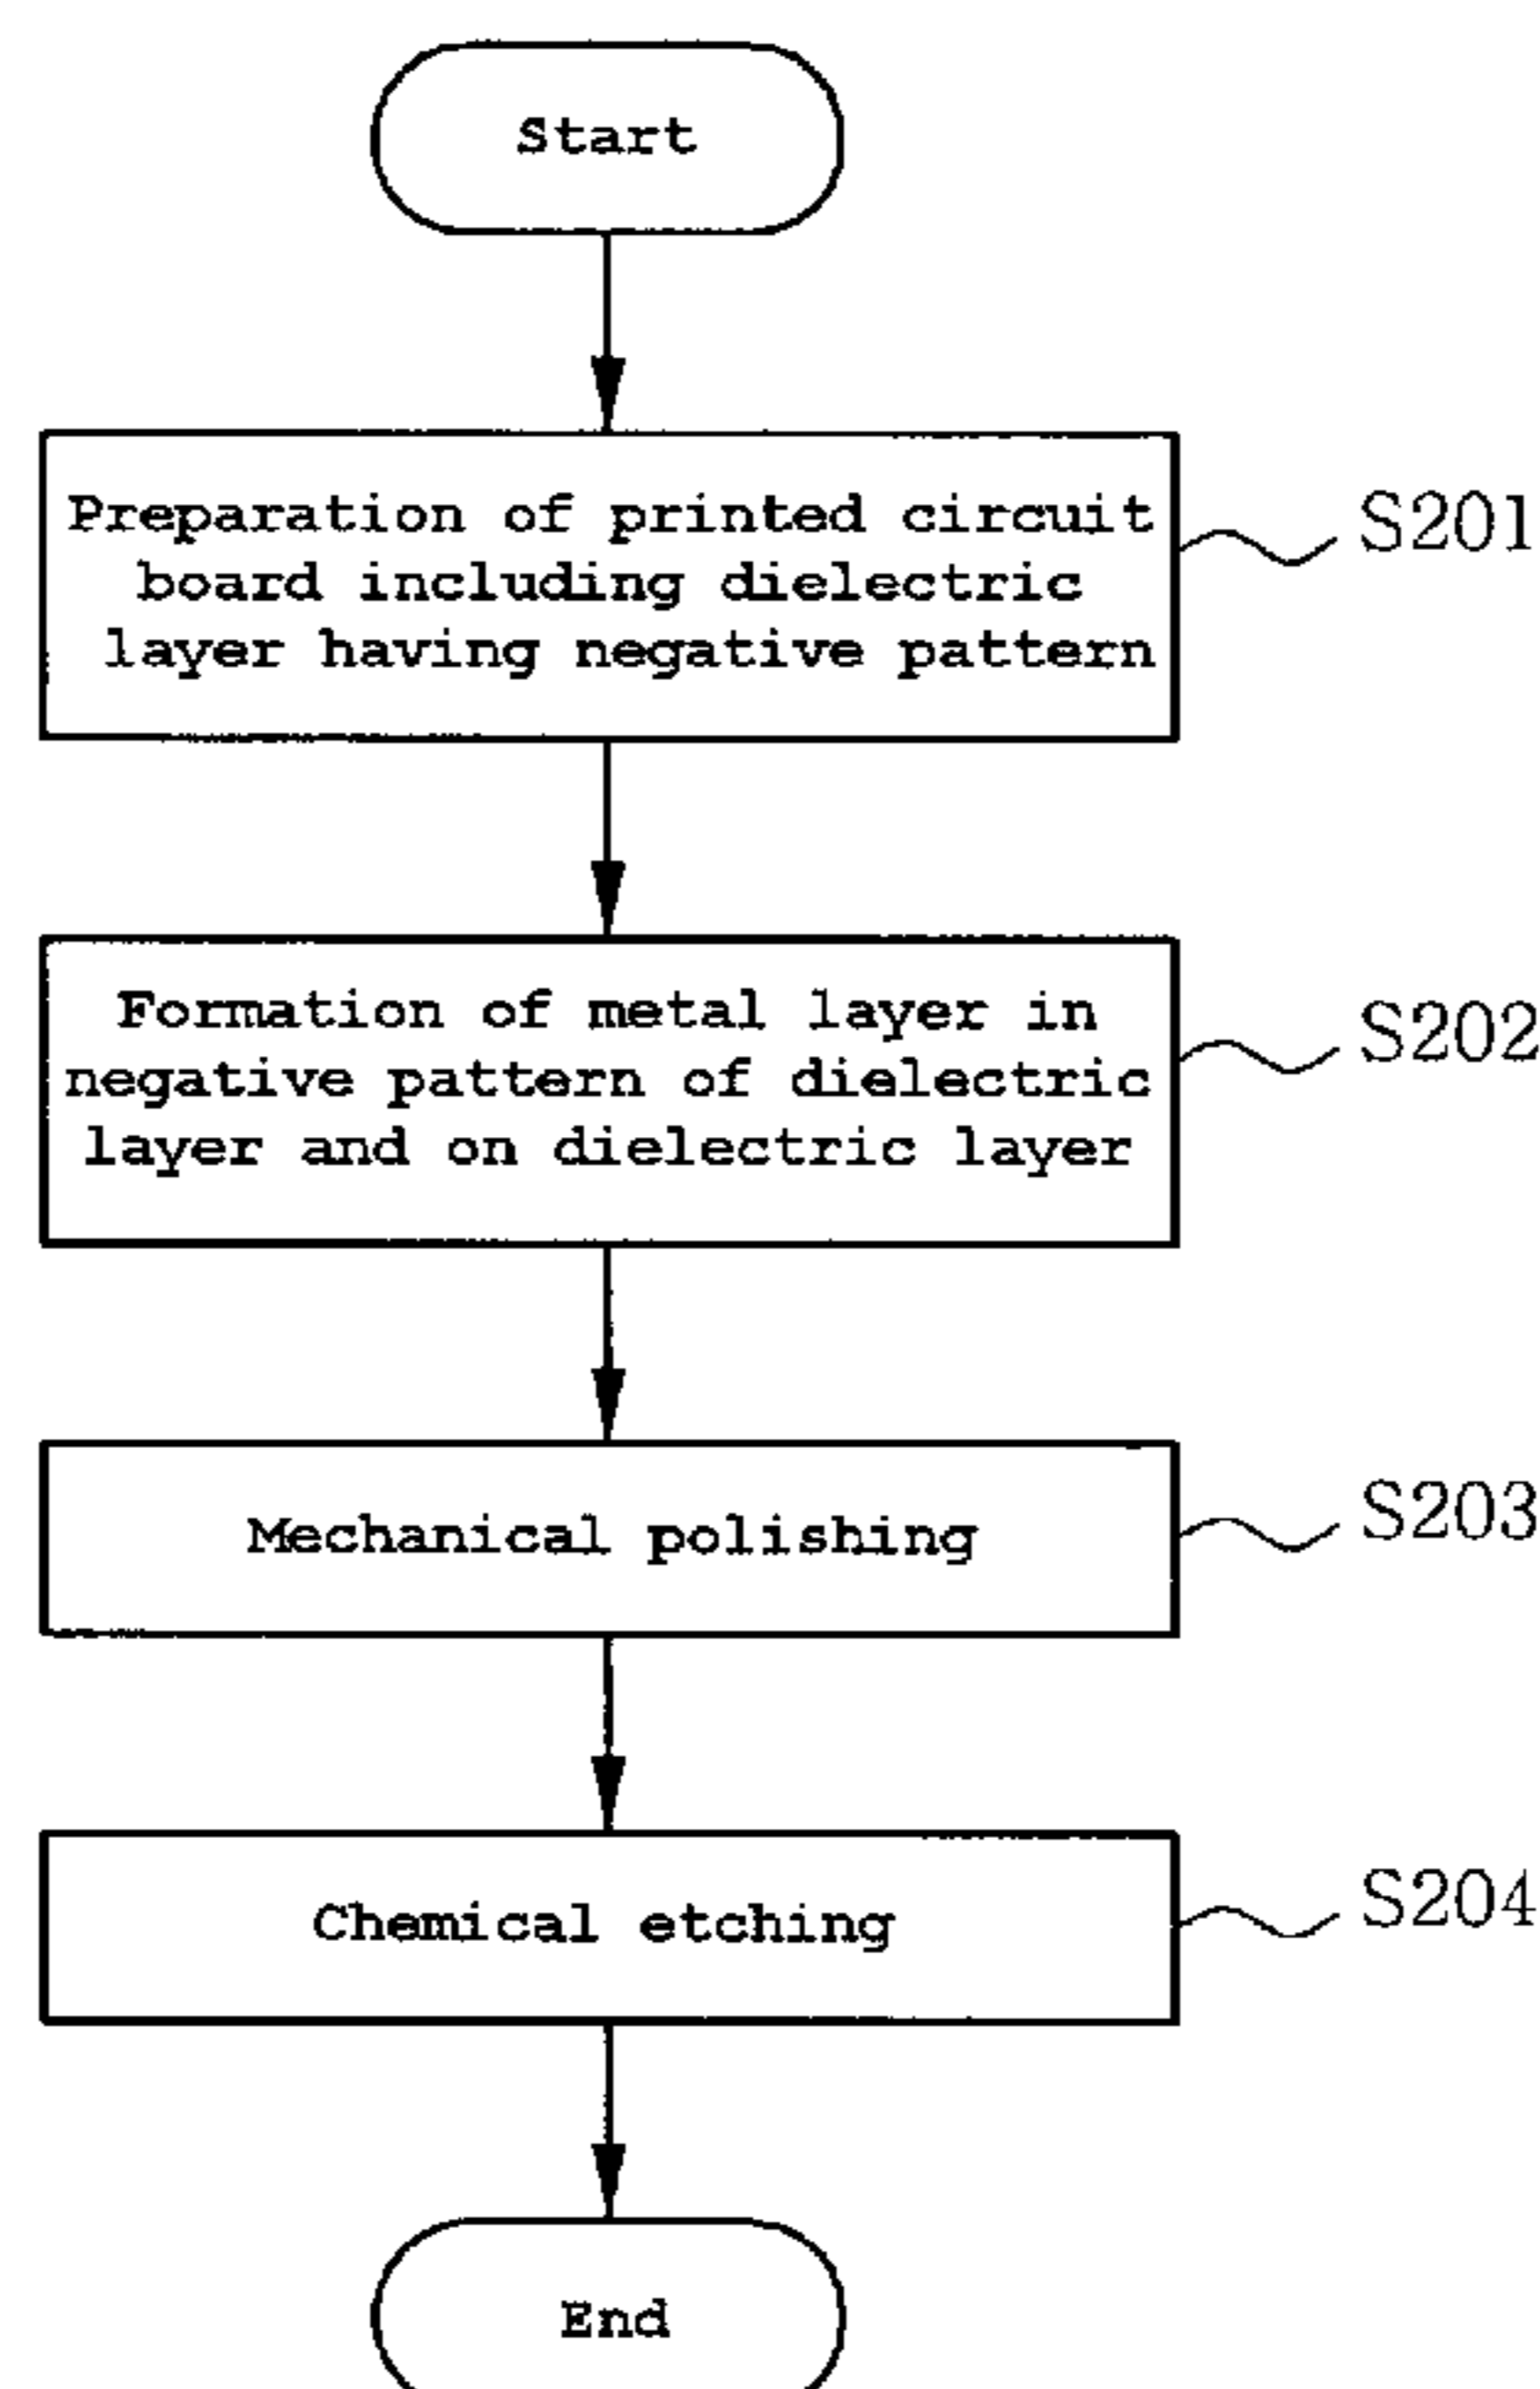 Start
Preparation of printed circuit
board including dielectric
layer having negative pattern
S201
Formation of metal layer in
negative pattern of dielectric
layer and on dielectric layer
S202
Mechanical polishing
S203
Chemical etching
S204
End